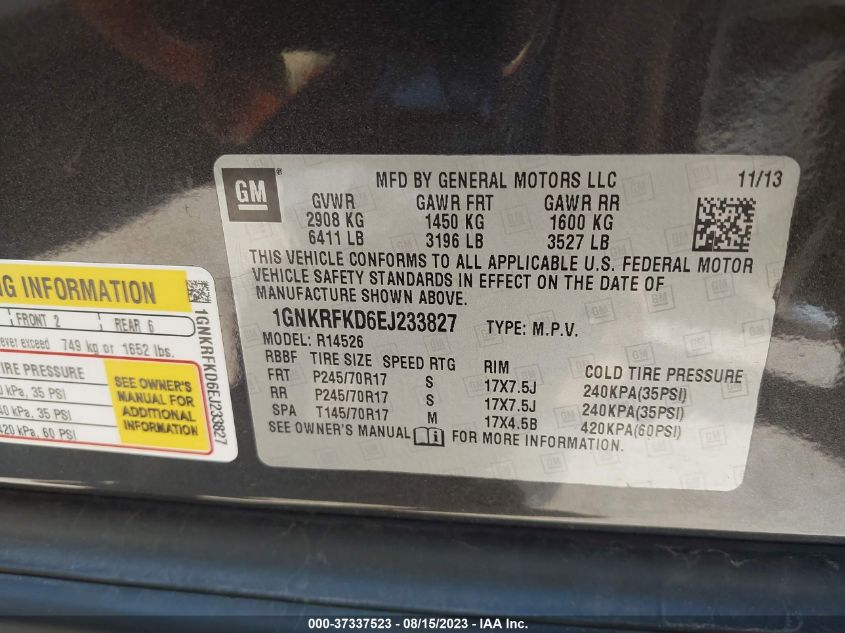 GM
MFD BY GENERAL MOTORS LLC
11/13
GVWR GAWR FRT GAWR RR
2908 KG 1450 KG 1600 KG
6411 LB 3196 LB 3527 LB
THIS VEHICLE CONFORMS TO ALL APPLICABLE U.S. FEDERAL MOTOR
VEHICLE SAFETY STANDARDS IN EFFECT ON THE DATE OF
MANUFACTURE SHOWN ABOVE.
1GNKRFKD6EJ233827 TYPE: M.P.V.
MODEL: R14526
RBBF TIRE SIZE SPEED RTG RIM COLD TIRE PRESSURE
FRT P245/70R17 S 17X7.5J 240KPA(35PSI)
RR P245/70R17 S 17X7.5J 240KPA(35PSI)
SPA T145/70R17 M 17X4.5B 420KPA(60PSI)
SEE OWNER'S MANUAL FOR MORE INFORMATION.
INFORMATION
FRONT 2 REAR 6
exceed 749 kg or 1652 lbs.
PRESSURE
kPa, 35 PSI
kPa, 35 PSI
420 kPa, 60 PSI
SEE OWNER'S
MANUAL FOR
ADDITIONAL
INFORMATION
1GNKRFKD6EJ233827
000-37337523 - 08/15/2023 - IAA Inc.